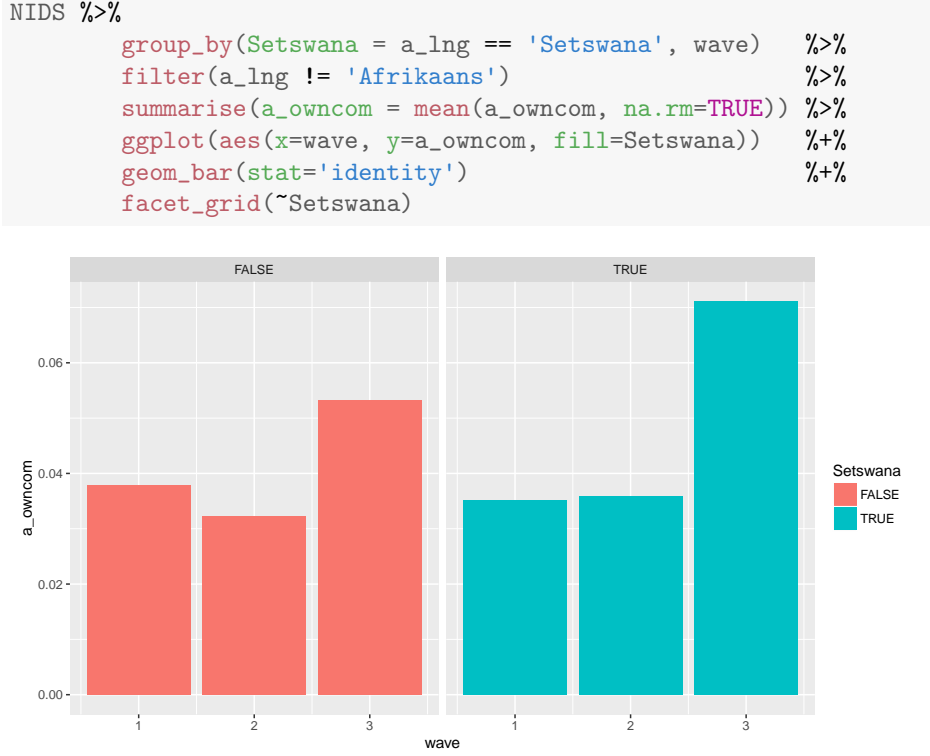 NIDS %>%
group_by(Setswana = a_lng == 'Setswana', wave) %>%
filter(a_lng != 'Afrikaans') %>%
summarise(a_owncom = mean(a_owncom, na.rm=TRUE)) %>%
ggplot(aes(x=wave, y=a_owncom, fill=Setswana)) %+%
geom_bar(stat='identity') %+%
facet_grid(~Setswana)
FALSE TRUE
0.06
0.04
0.02
0.00
a_owncom
1 2 3 1 2 3
wave
Setswana
FALSE
TRUE